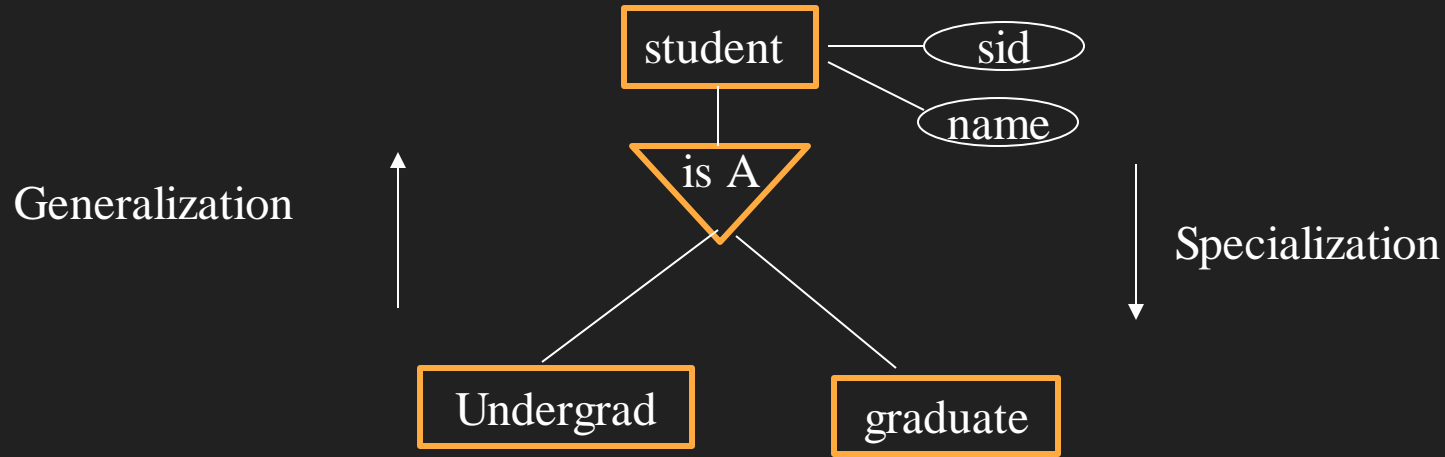 student
sid
name
is A
Generalization
Specialization
Undergrad
graduate